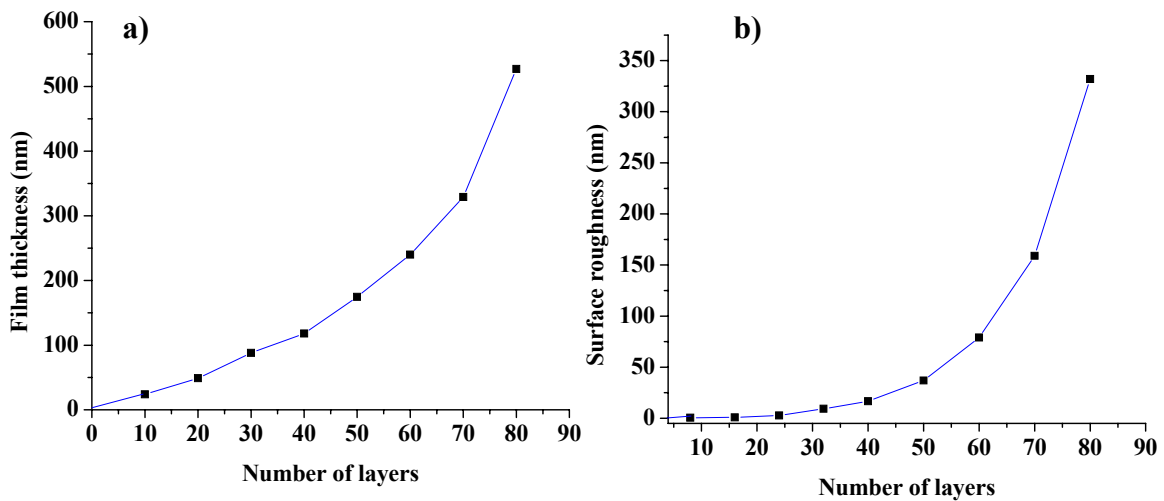 a)
600
500
400
300
200
100
0
Film thickness (nm)
0 10 20 30 40 50 60 70 80 90
Number of layers
b)
350
300
250
200
150
100
50
0
Surface roughness (nm)
10 20 30 40 50 60 70 80 90
Number of layers